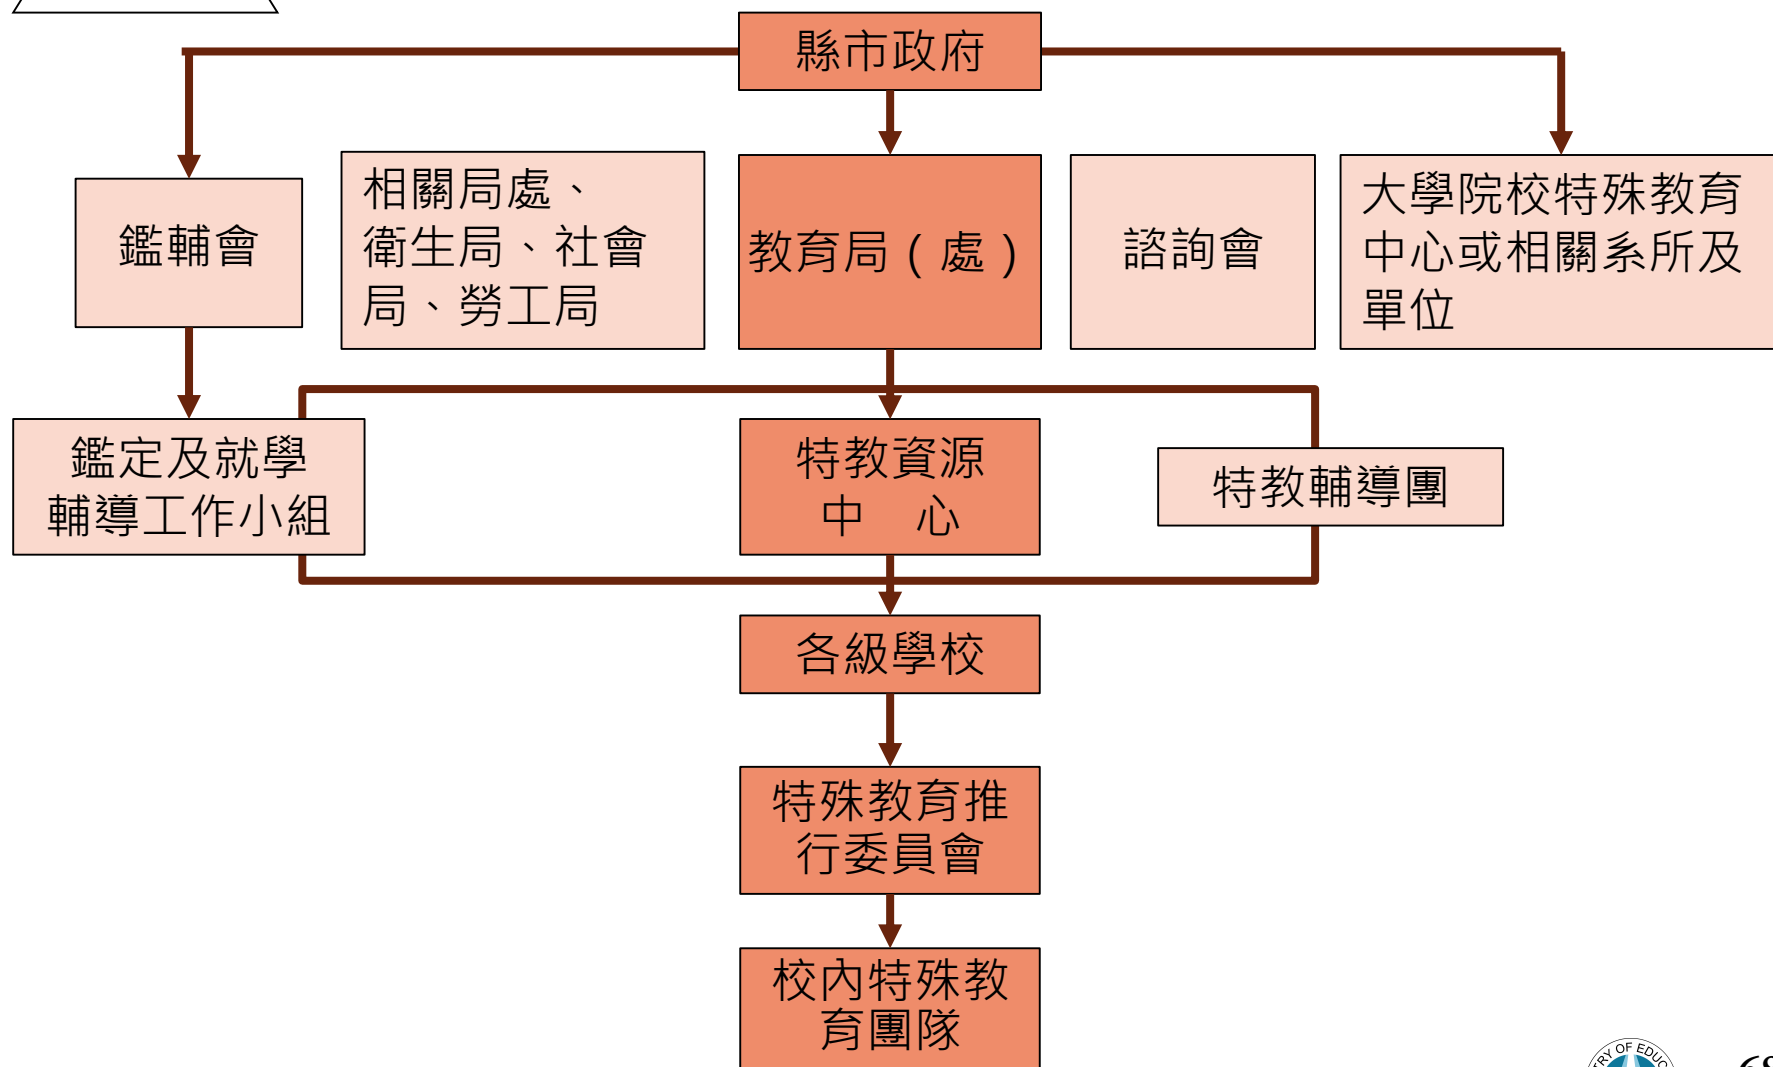 縣市政府
鑑輔會
相關局處、
衛生局、社會
局、勞工局
教育局（處）
諮詢會
大學院校特殊教育
中心或相關系所及
單位
鑑定及就學
輔導工作小組
特教資源
中　心
特教輔導團
各級學校
特殊教育推
行委員會
校內特殊教
育團隊